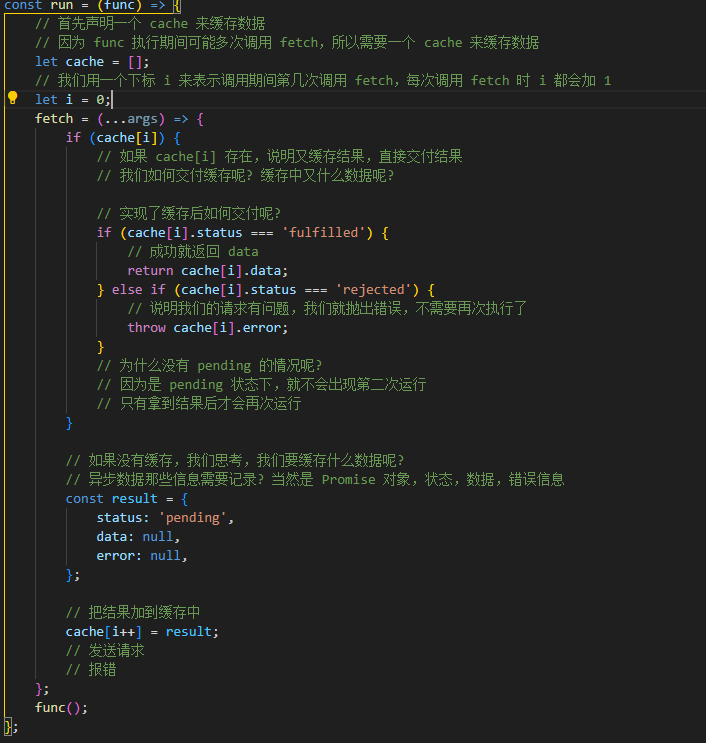 const run = (func) => {
// 首先声明一个 cache 来缓存数据
// 因为 func 执行期间可能多次调用 fetch，所以需要一个 cache 来缓存数据
let cache = [];
// 我们用一个下标 i 来表示调用期间第几次调用 fetch，每次调用 fetch 时 i 都会加 1
let i = 0;
fetch = (...args) => {
if (cache[i]) {
// 如果 cache[i] 存在，说明又缓存结果，直接交付结果
// 我们如何交付缓存呢? 缓存中又什么数据呢?
// 实现了缓存后如何交付呢?
if (cache[i].status === 'fulfilled') {
// 成功就返回 data
return cache[i].data;
} else if (cache[i].status === 'rejected') {
// 说明我们的请求有问题，我们就抛出错误，不需要再次执行了
throw cache[i].error;
}
// 为什么没有 pending 的情况呢?
// 因为是 pending 状态下，就不会出现第二次运行
// 只有拿到结果后才会再次运行
}
// 如果没有缓存，我们思考，我们要缓存什么数据呢?
// 异步数据那些信息需要记录? 当然是 Promise 对象，状态，数据，错误信息
const result = {
status: 'pending',
data: null,
error: null,
};
// 把结果加到缓存中
cache[i++] = result;
// 发送请求
// 报错
};
func();
};